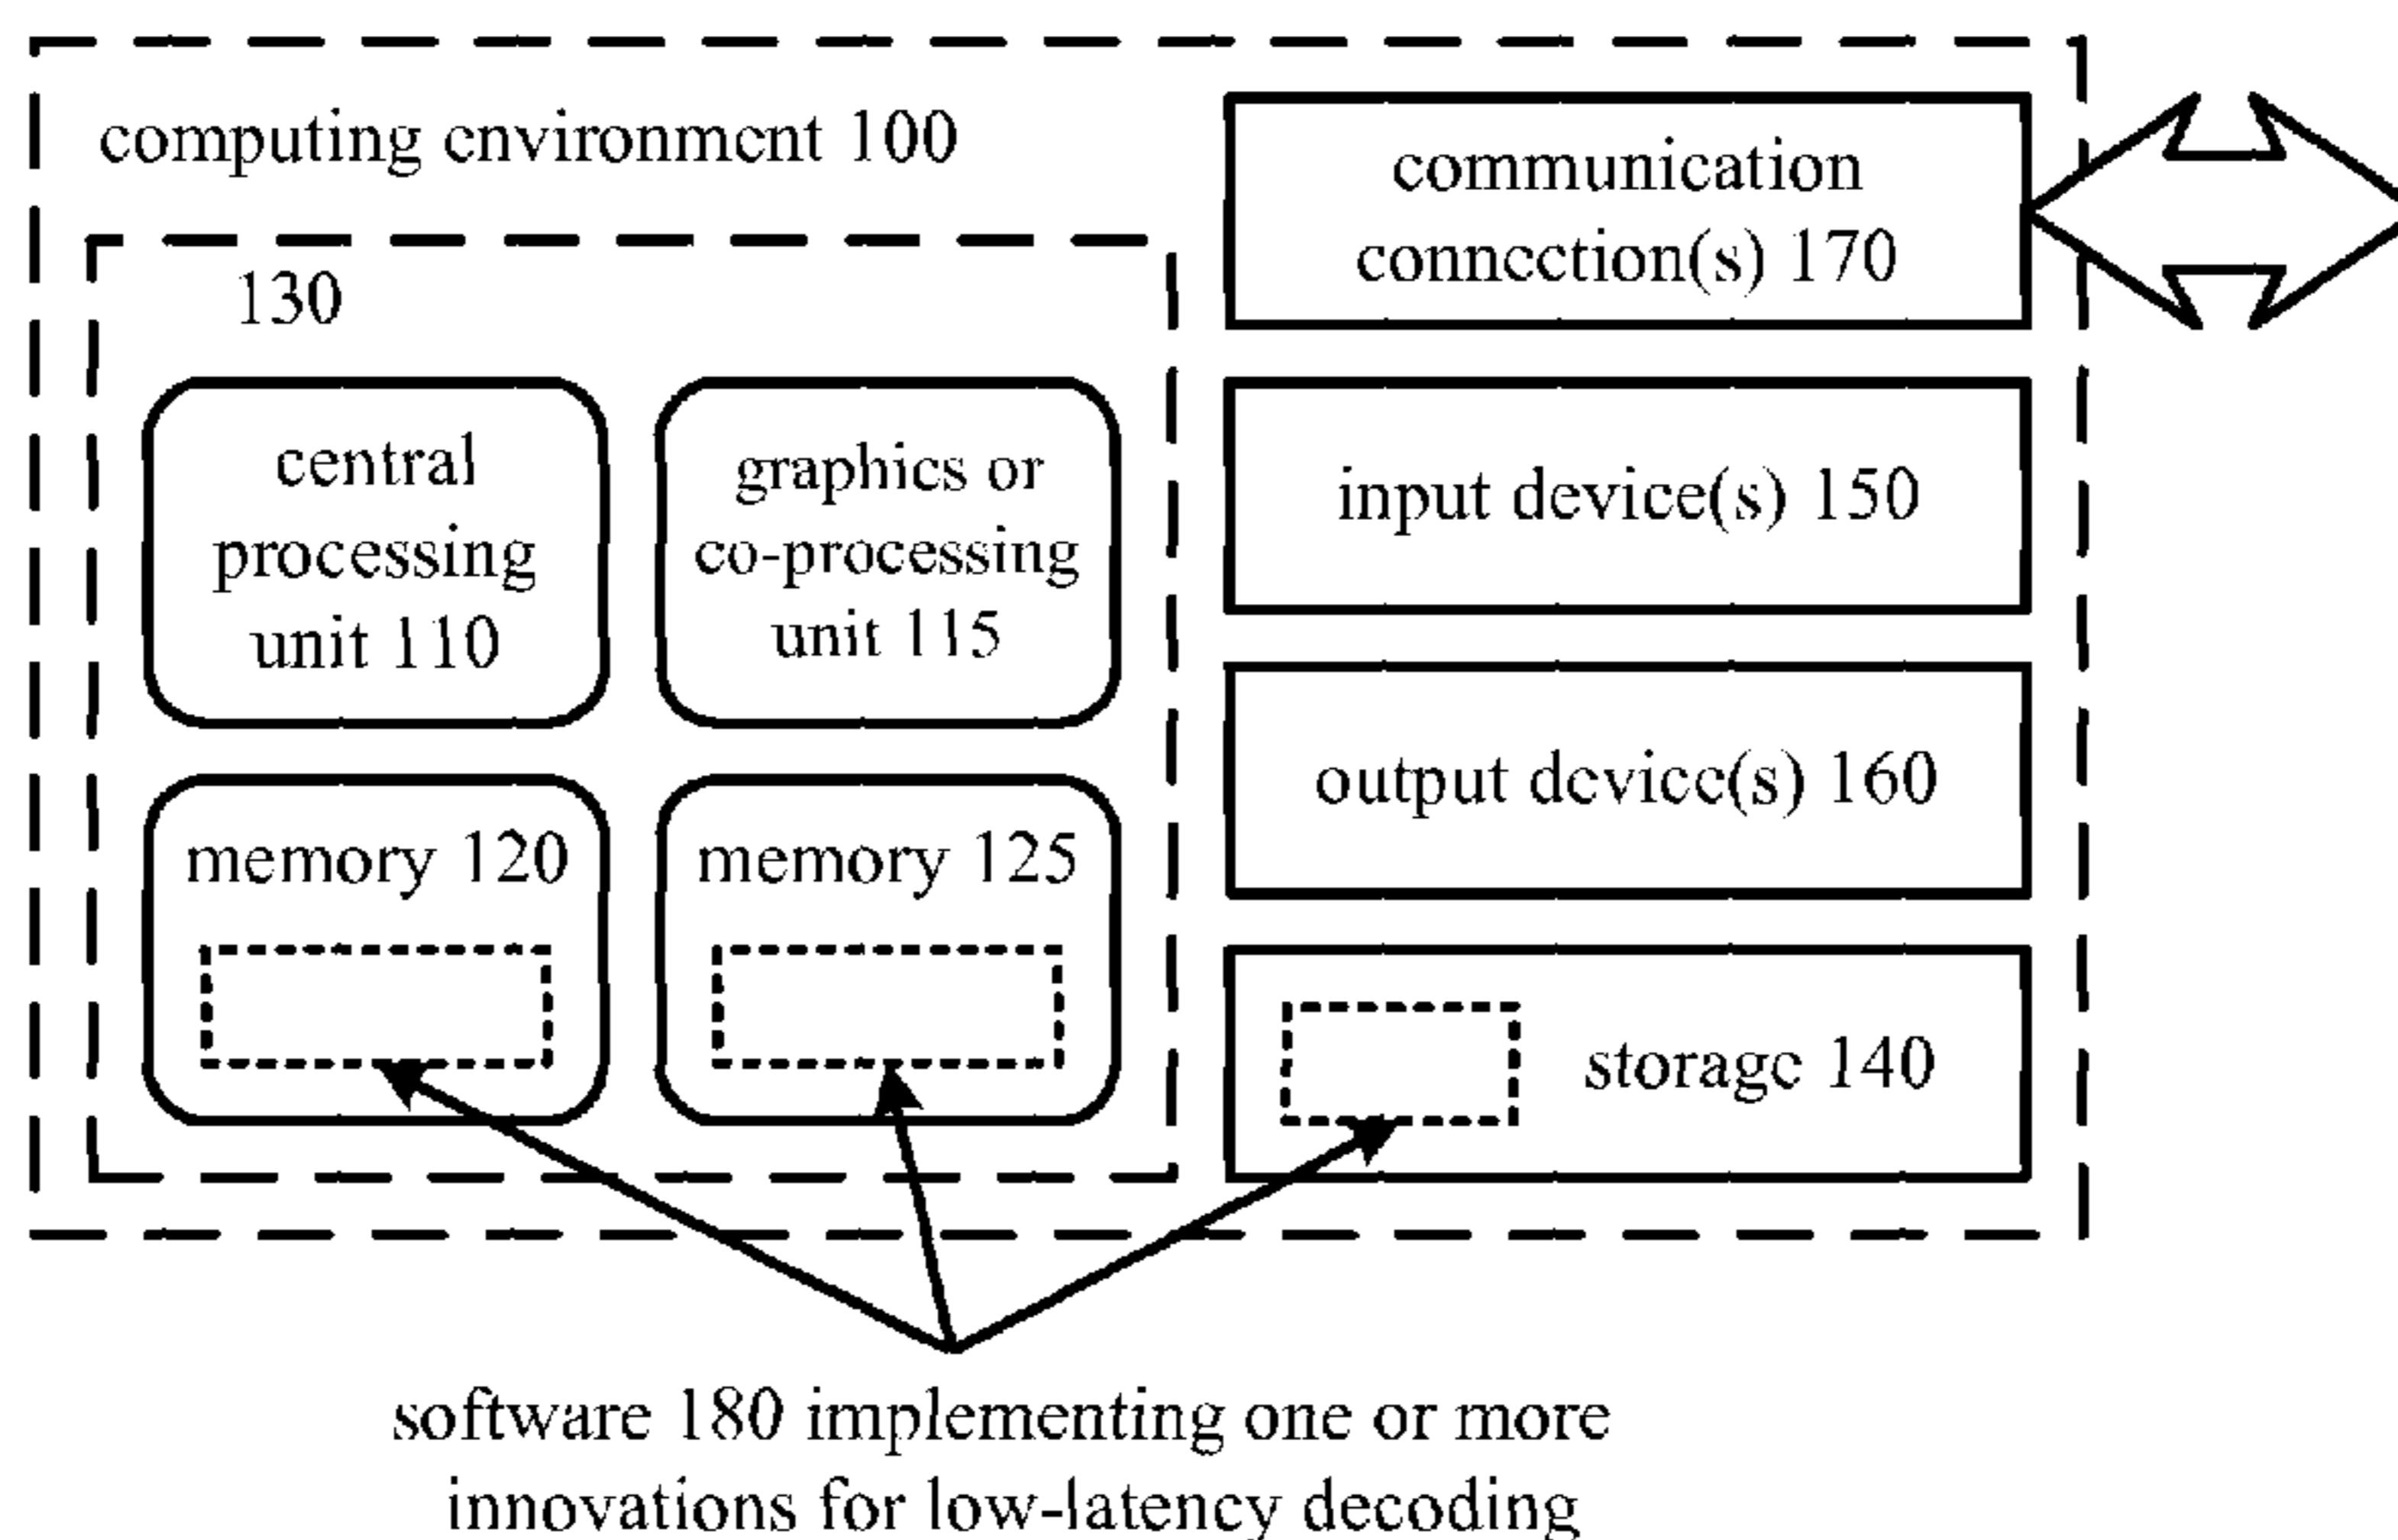 computing environment 100
130
central
processing
unit 110
graphics or
co-processing
unit 115
memory 120
memory 125
communication
connection(s) 170
input device(s) 150
output device(s) 160
storage 140
software 180 implementing one or more
innovations for low-latency decoding